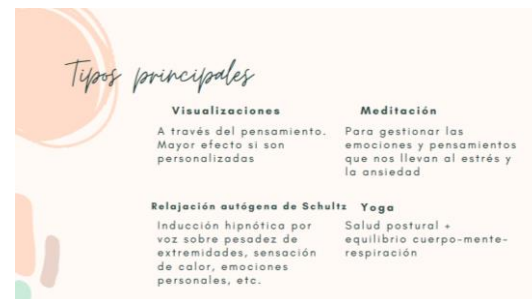 Tipos principales
Visualizaciones
A través del pensamiento.
Mayor efecto si son
personalizadas
Meditación
Para gestionar las
emociones y pensamientos
que nos llevan al estrés y
la ansiedad
Relajación autógena de Schultz
Inducción hipnótica por
voz sobre pesadez de
extremidades, sensación
de calor, emociones
personales, etc.
Yoga
Salud postural +
equilibrio cuerpo-mente-
respiración